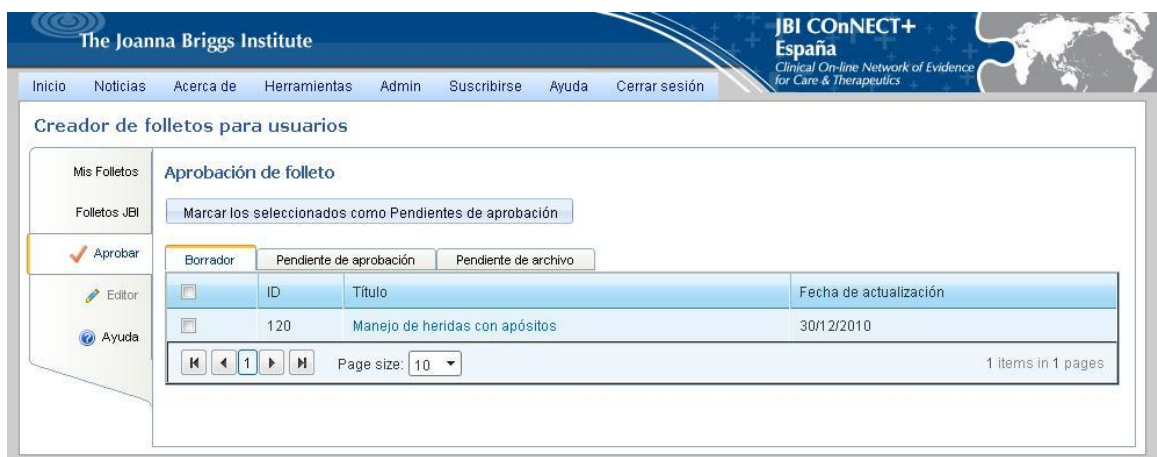 The Joanna Briggs Institute
JBI COnNECT+
España
Clinical On-line Network of Evidence
for Care & Therapeutics
Inicio Noticias Acerca de Herramientas Admin Suscribirse Ayuda Cerrar sesión
Creador de folletos para usuarios
Mis Folletos
Folletos JBI
Aprobar
Editor
Ayuda
Aprobación de folleto
Marcar los seleccionados como Pendientes de aprobación
Borrador Pendiente de aprobación Pendiente de archivo
ID Título Fecha de actualización
120 Manejo de heridas con apósitos 30/12/2010
1 Page size: 10 1 items in 1 pages